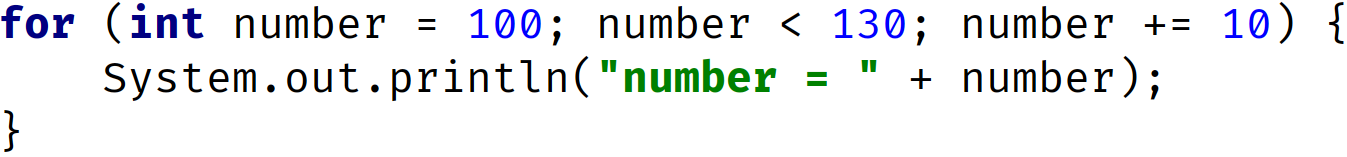 for (int number = 100; number < 130; number += 10) {
    System.out.println("number = " + number);
}